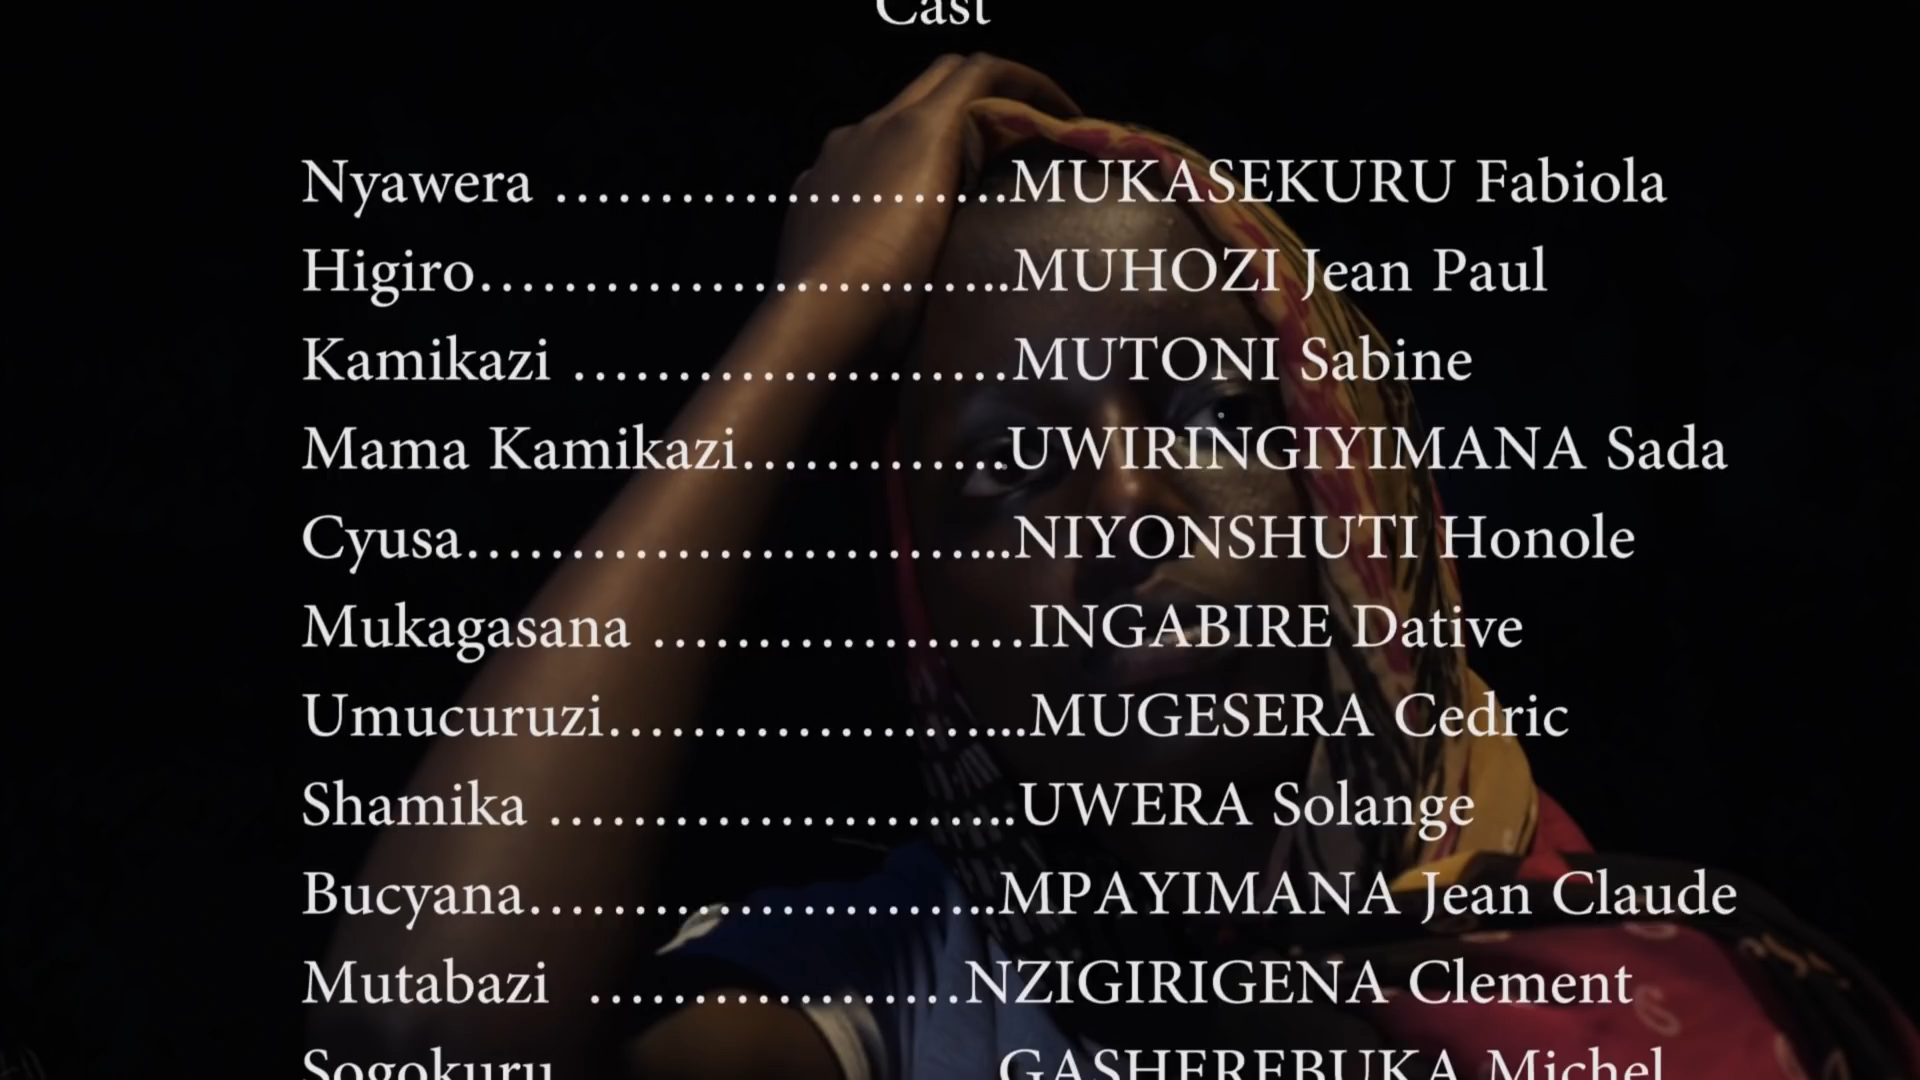 Cast
Nyawera ……………………..MUKASEKURU Fabiola
Higiro………………………..MUHOZI Jean Paul
Kamikazi …………………MUTONI Sabine
Mama Kamikazi…………..UWIRINGIYIMANA Sada
Cyusa………………………...NIYONSHUTI Honole
Mukagasana ………………INGABIRE Dative
Umucuruzi…………………...MUGESERA Cedric
Shamika ……………………..UWERA Solange
Bucyana……………………..MPAYIMANA Jean Claude
Mutabazi ………………NZIGIRIGENA Clement
Sogokuru GASHEREBUKA Michel